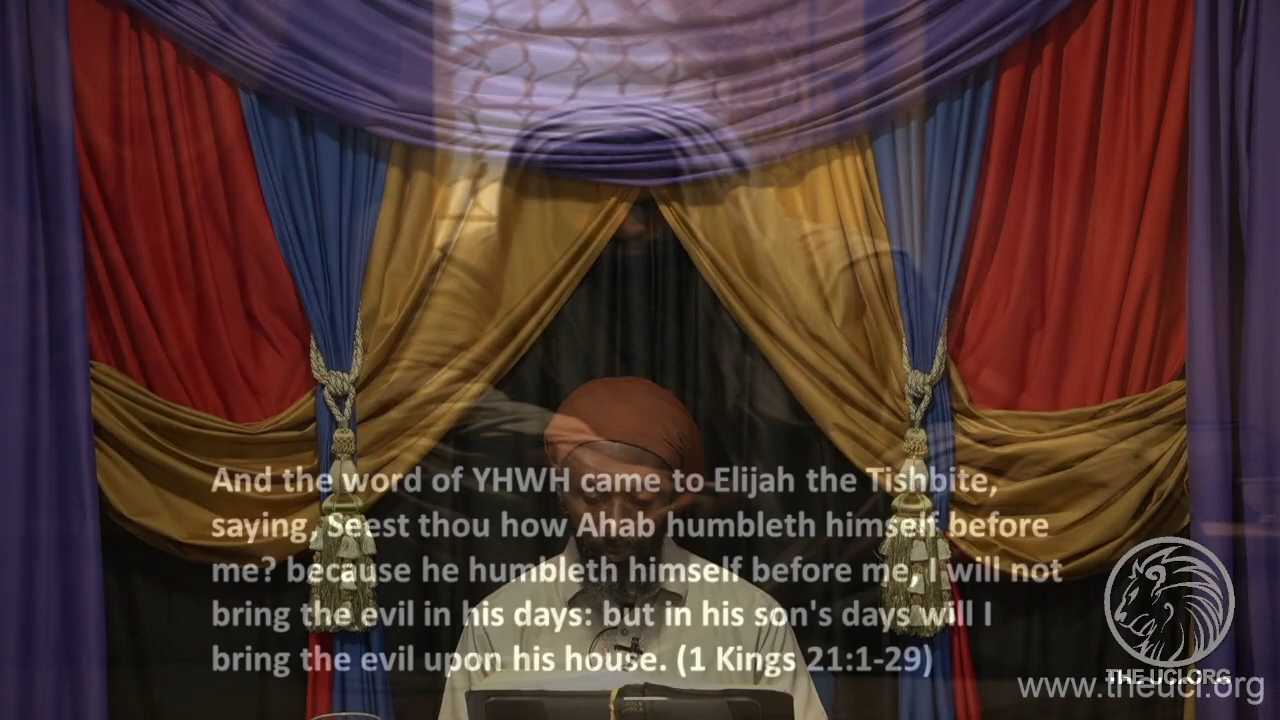 And the word of YHWH came to Elijah the Tishbite,
saying, Seest thou how Ahab humbleth himself before
me? because he humbleth himself before me, I will not
bring the evil in his days: but in his son's days will I
bring the evil upon his house. (1 Kings 21:1-29)
THE UCI.ORG
www.theuci.org
HOLY BIBLE